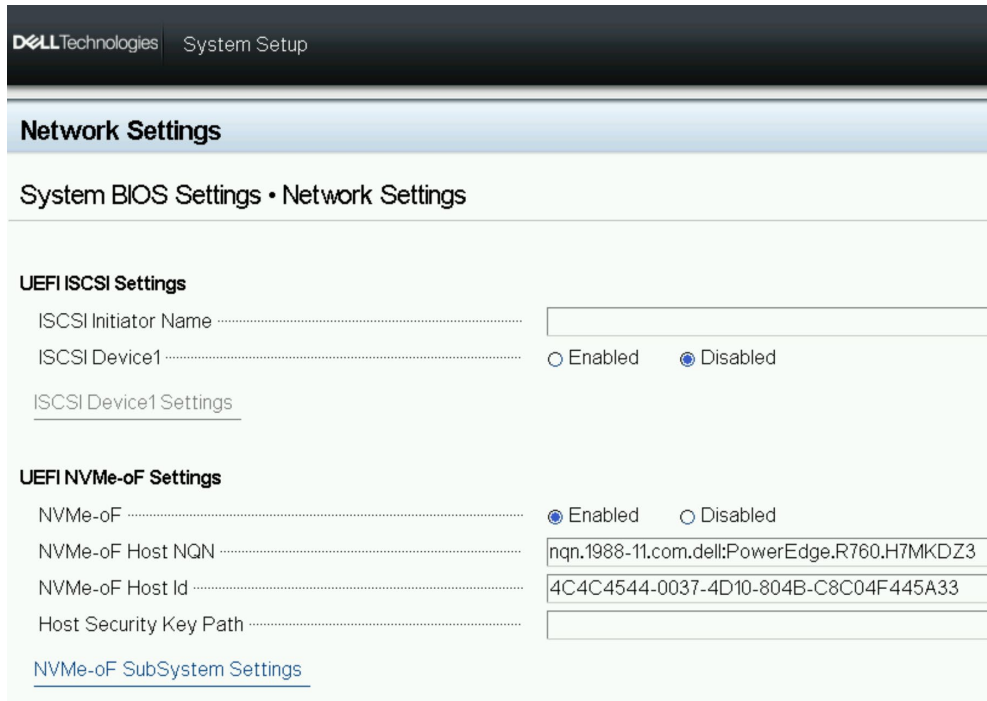 DELLTechnologies System Setup
Network Settings
System BIOS Settings • Network Settings
UEFI ISCSI Settings
ISCSI Initiator Name
ISCSI Device1 Enabled Disabled
ISCSI Device1 Settings
UEFI NVMe-oF Settings
NVMe-oF Enabled Disabled
NVMe-oF Host NQN nqn.1988-11.com.dell:PowerEdge.R760.H7MKDZ3
NVMe-oF Host Id 4C4C4544-0037-4D10-804B-C8C04F445A33
Host Security Key Path
NVMe-oF SubSystem Settings